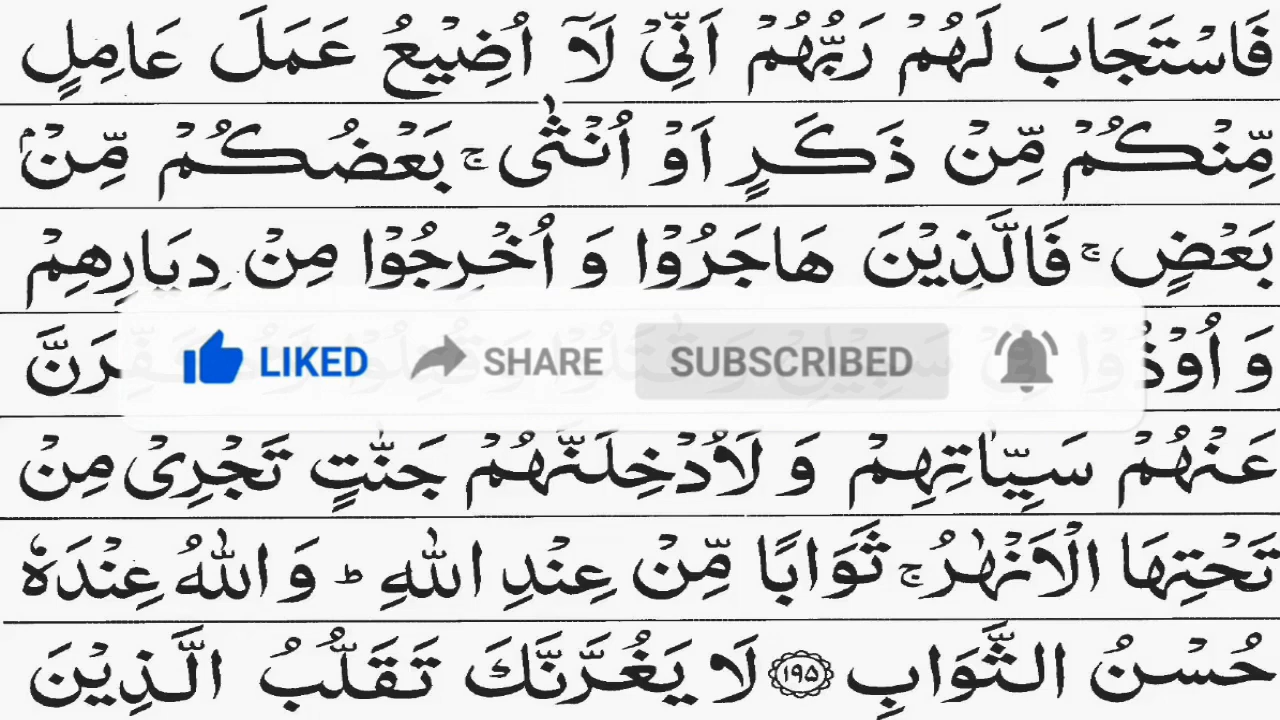 فَاسْتَجَابَ لَهُمْ رَبُّهُمْ اَنِّیْ لَاۤ اُضِیْعُ عَمَلَ عَامِلٍ
مِّنْكُمْ مِّنْ ذَكَرٍ اَوْ اُنْثٰی ۚ بَعْضُكُمْ مِّنْۢ
بَعْضٍ ۚ فَالَّذِیْنَ هَاجَرُوْا وَ اُخْرِجُوْا مِنْ دِیَارِهِمْ
وَ اُوْذُوْا فِیْ سَبِیْلِیْ وَ قٰتَلُوْا وَ قُتِلُوْا لَاُكَفِّرَنَّ
LIKED SHARE SUBSCRIBED
عَنْهُمْ سَیِّاٰتِهِمْ وَ لَاُدْخِلَنَّهُمْ جَنّٰتٍ تَجْرِیْ مِنْ
تَحْتِهَا الْاَنْهٰرُ ۚ ثَوَابًا مِّنْ عِنْدِ اللّٰهِ ؕ وَ اللّٰهُ عِنْدَهٗ
حُسْنُ الثَّوَابِ ﴿۱۹۵﴾ لَا یَغُرَّنَّكَ تَقَلُّبُ الَّذِیْنَ